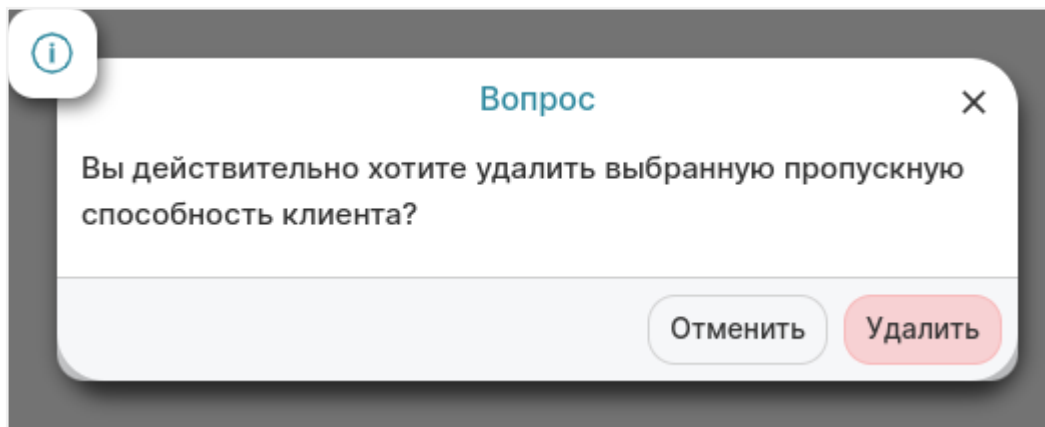 Вопрос
Вы действительно хотите удалить выбранную пропускную
способность клиента?
Отменить
Удалить